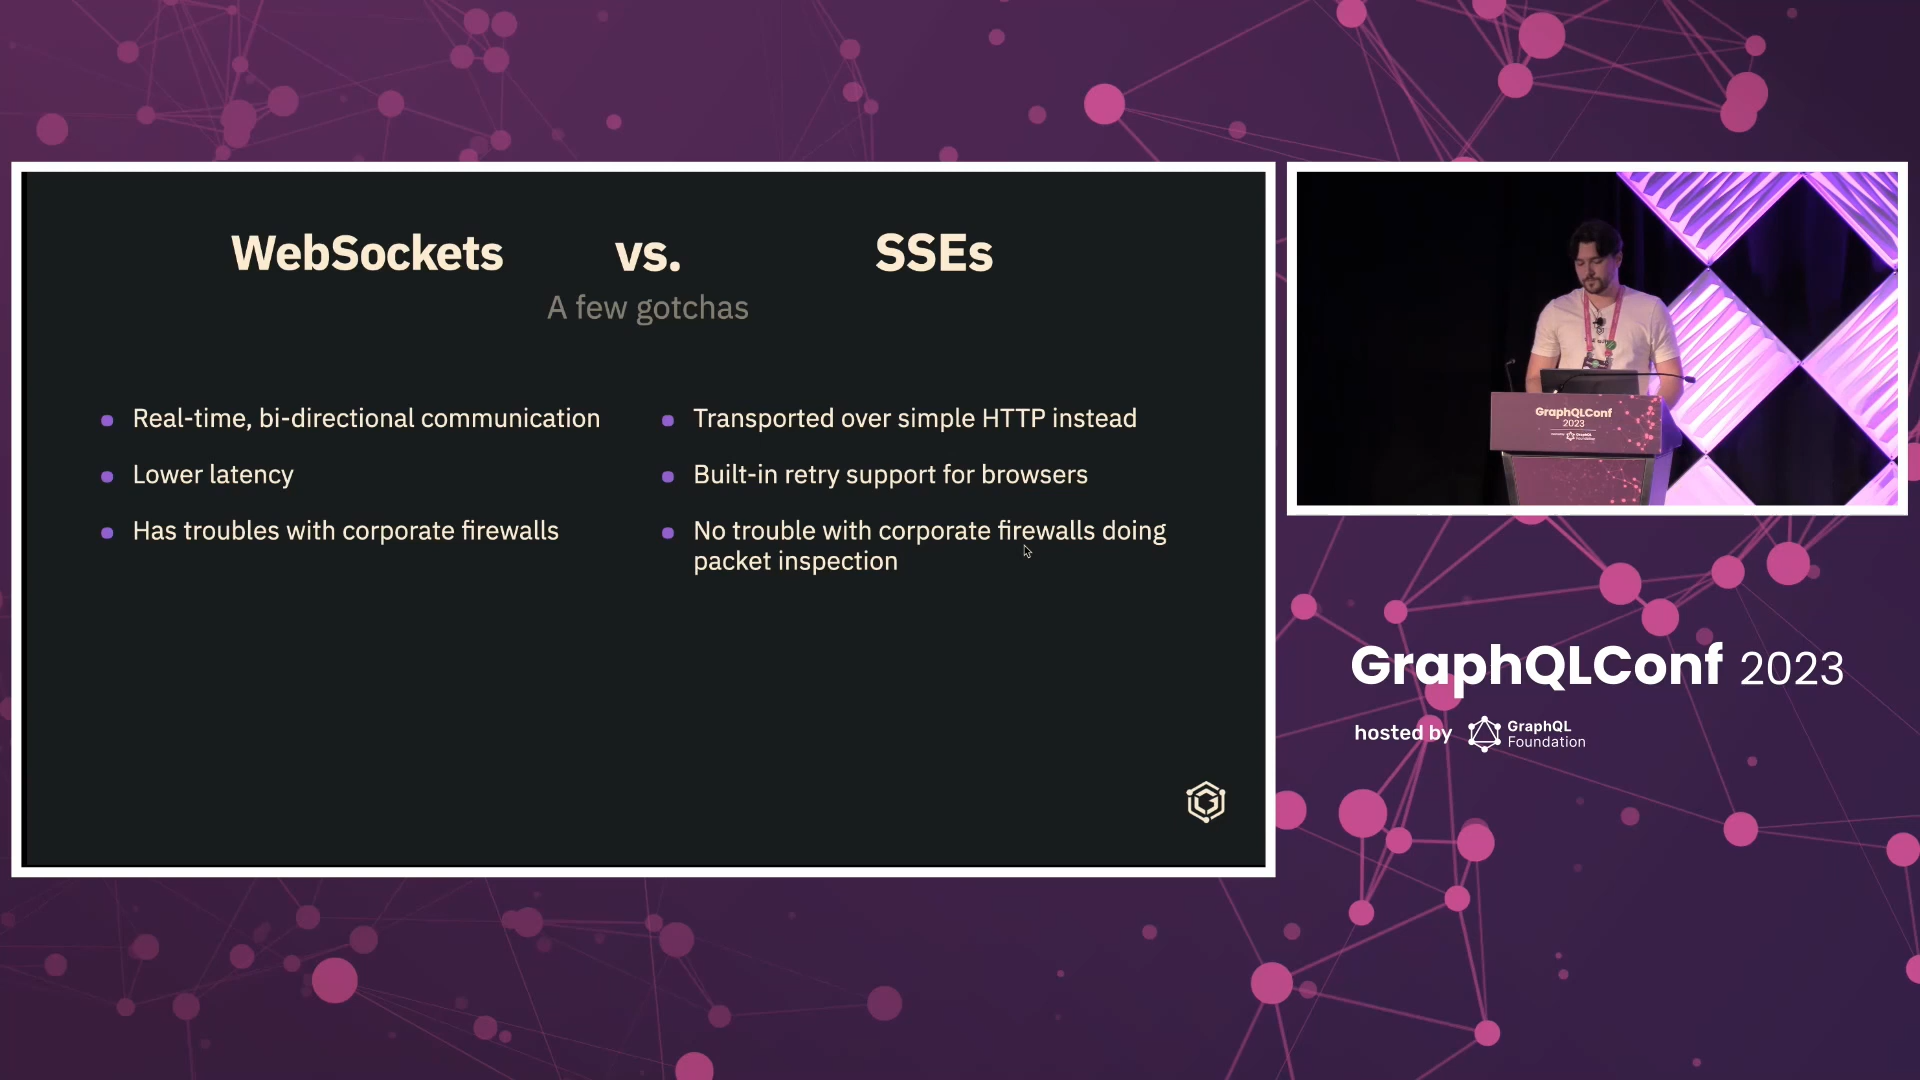 WebSockets vs. SSEs
A few gotchas
Real-time, bi-directional communication
Lower latency
Has troubles with corporate firewalls
Transported over simple HTTP instead
Built-in retry support for browsers
No trouble with corporate firewalls doing
packet inspection
GraphQLConf
2023
GraphQLConf 2023
hosted by GraphQL
Foundation